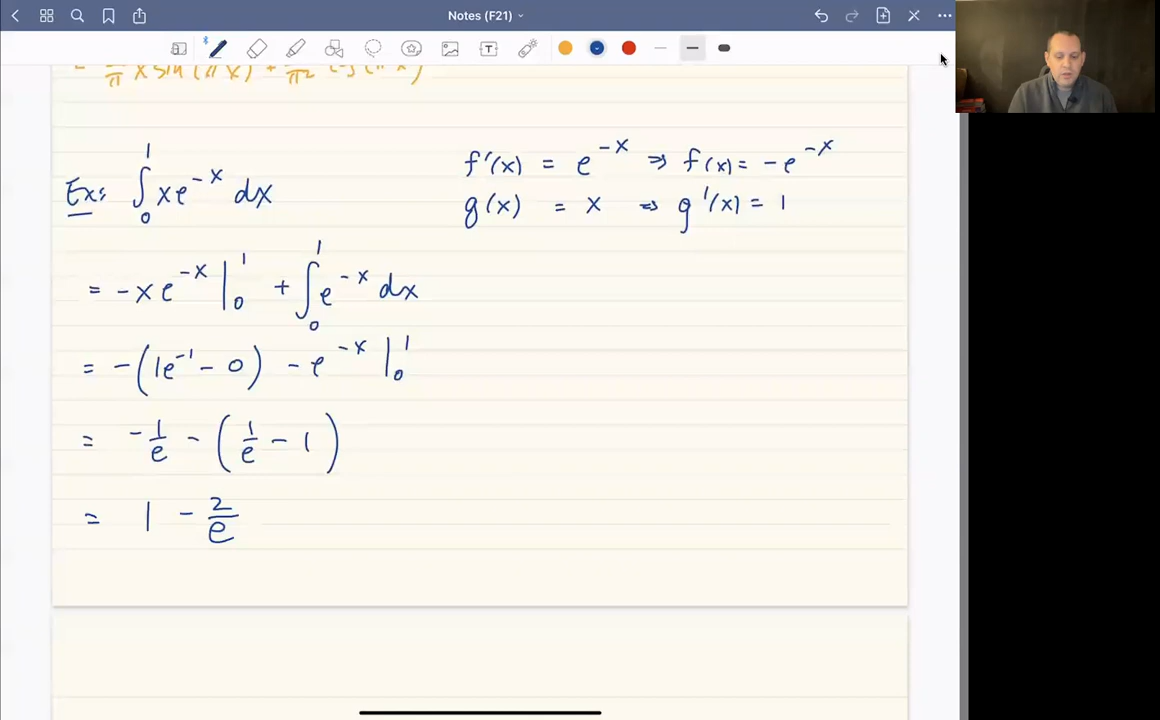 Notes (F21)
Ex: ∫₀¹ xe^{-x} dx
f'(x) = e^{-x} ⇒ f(x) = -e^{-x}
g(x) = x ⇒ g'(x) = 1
= -xe^{-x} |₀¹ + ∫₀¹ e^{-x} dx
= -(1e^{-1} - 0) - e^{-x} |₀¹
= -1/e - (1/e - 1)
= 1 - 2/e